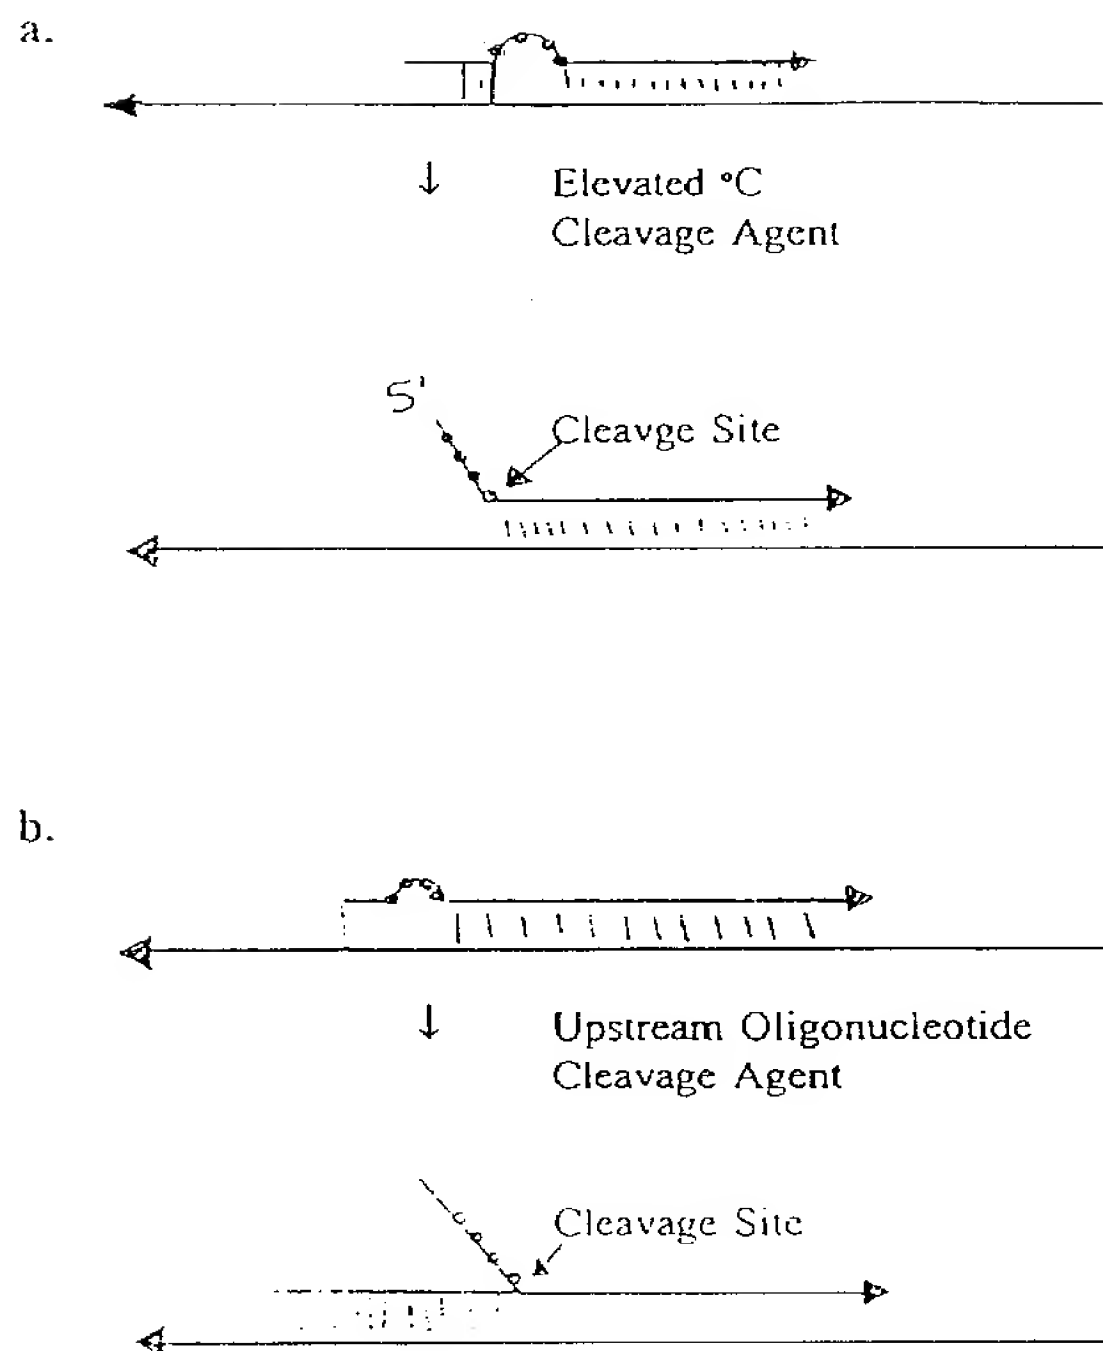 a.
Elevated °C
Cleavage Agent
5'
Cleavge Site
b.
Upstream Oligonucleotide
Cleavage Agent
Cleavage Site